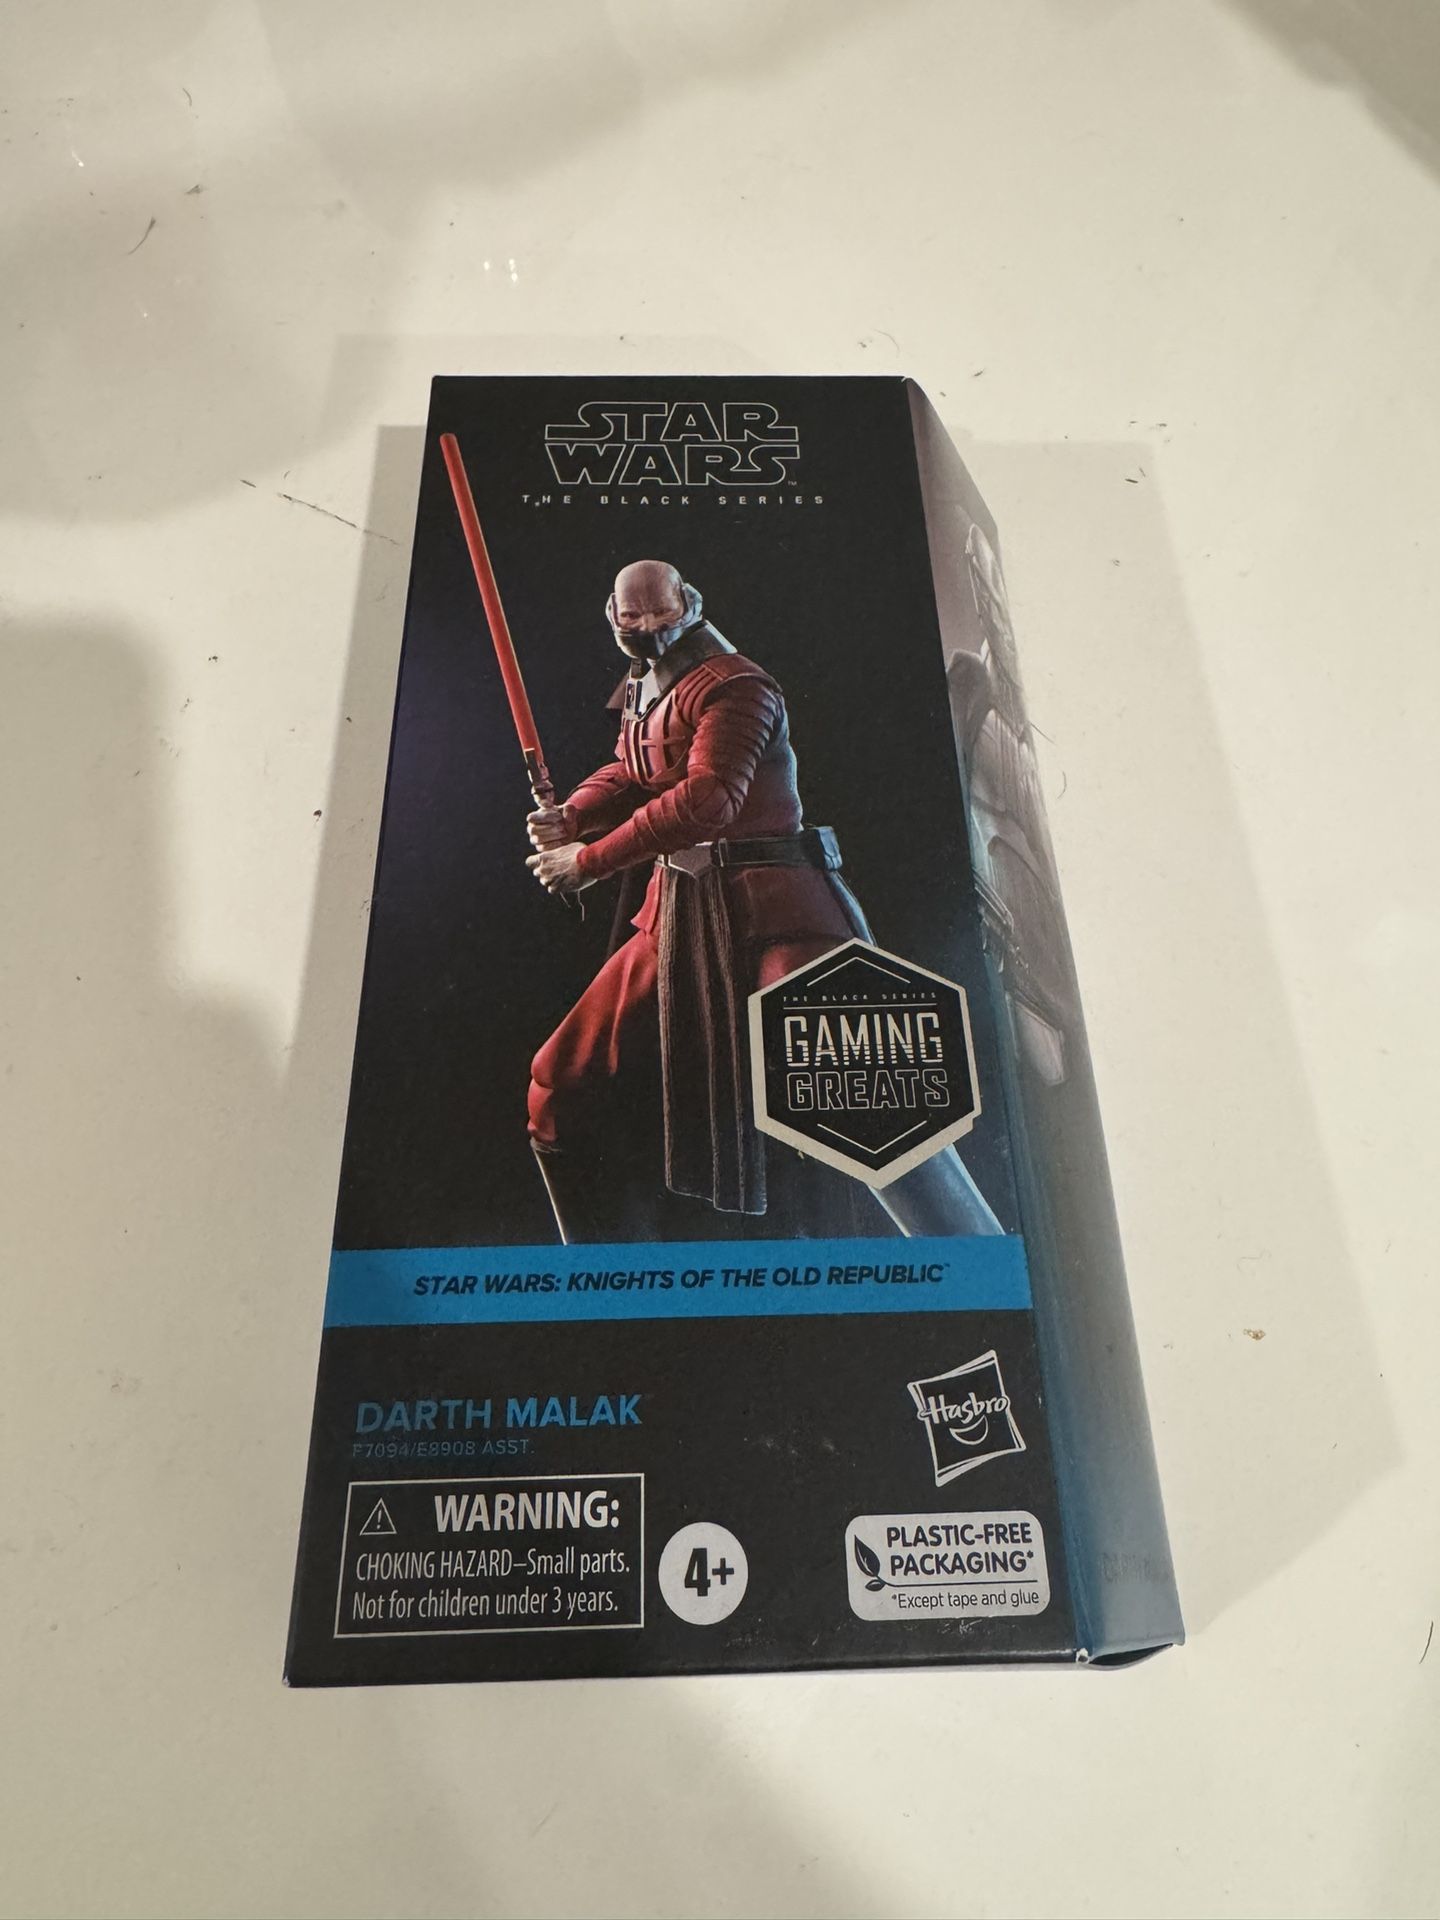 STAR
WARS™
THE BLACK SERIES
THE BLACK SERIES
GAMING
GREATS
STAR WARS: KNIGHTS OF THE OLD REPUBLIC™
DARTH MALAK
F7094/E8908 ASST.
Hasbro
WARNING:
CHOKING HAZARD–Small parts.
Not for children under 3 years.
4+
PLASTIC-FREE
PACKAGING*
*Except tape and glue